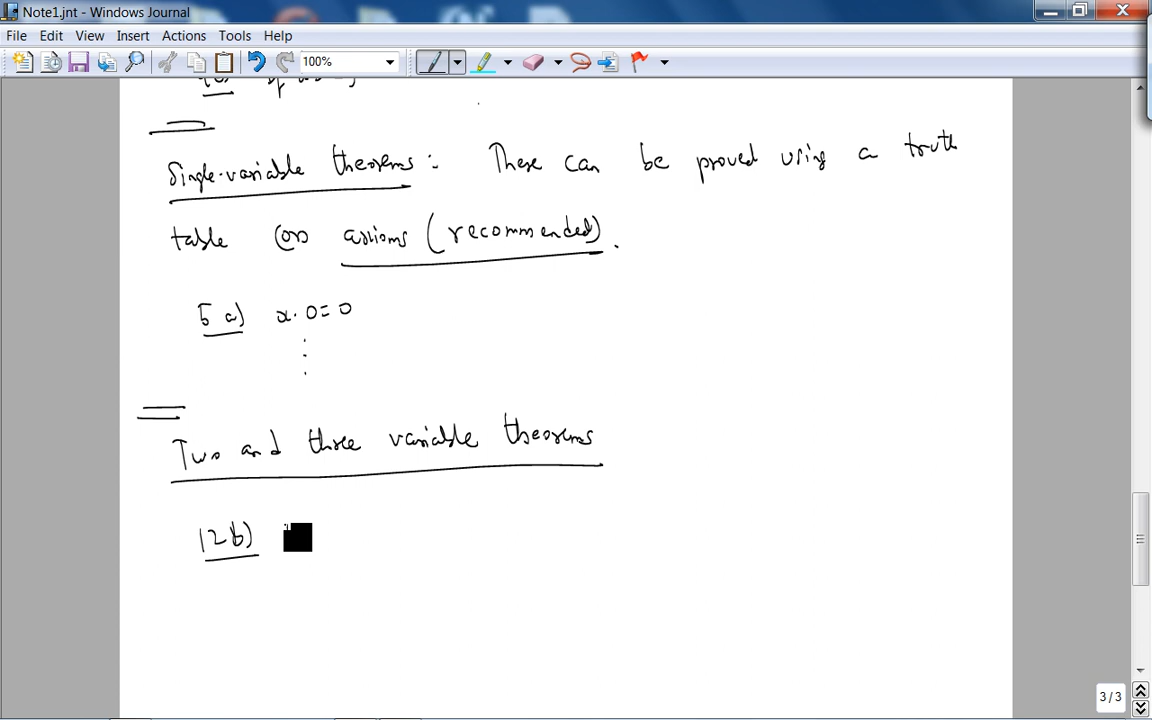 Note1.jnt - Windows Journal
File Edit View Insert Actions Tools Help
100%
Single-variable theorems : These can be proved using a truth
table (or) axioms (recommended).
5 a) x. 0 = 0
Two and three variable theorems
12 b)
3/3